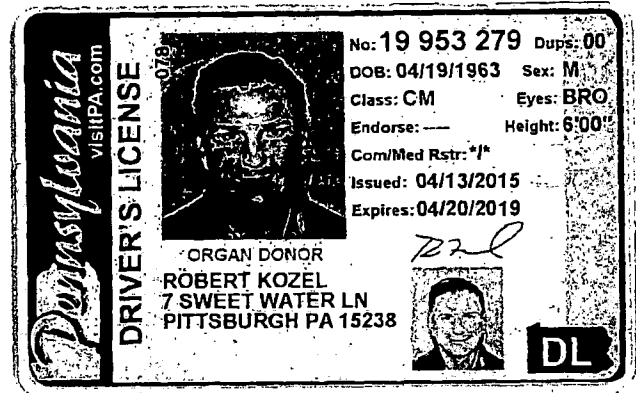 Pennsylvania
visitPA.com
DRIVER'S LICENSE
078
No: 19 953 279 Dups: 00
DOB: 04/19/1963 Sex: M
Class: CM Eyes: BRO
Endorse: ---- Height: 6'00"
Com/Med Rstr: */*
Issued: 04/13/2015
Expires: 04/20/2019
ORGAN DONOR
ROBERT KOZEL
7 SWEET WATER LN
PITTSBURGH PA 15238
DL